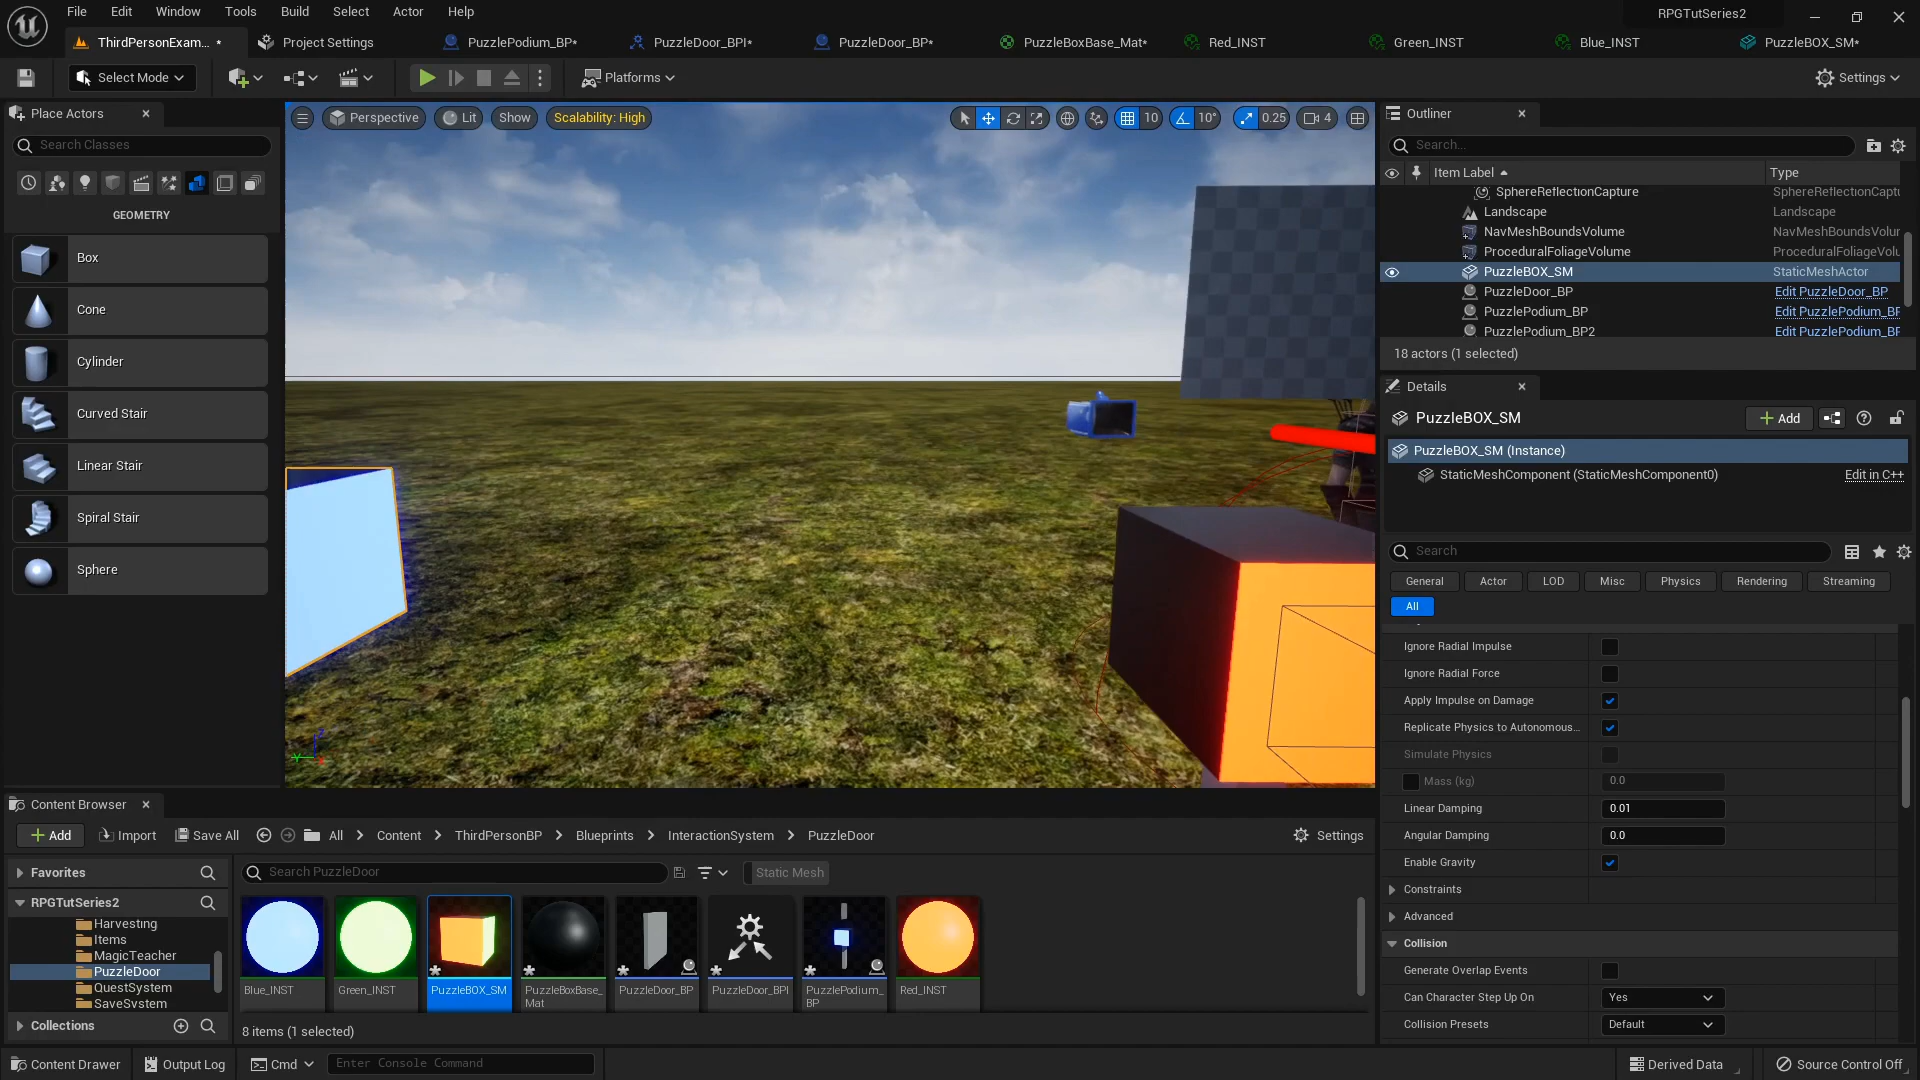 File Edit Window Tools Build Select Actor Help
RPGTutSeries2
ThirdPersonExam... *
Project Settings
PuzzlePodium_BP*
PuzzleDoor_BPI*
PuzzleDoor_BP*
PuzzleBoxBase_Mat*
Red_INST
Green_INST
Blue_INST
PuzzleBOX_SM*
Select Mode
Platforms
Settings
Place Actors
Search Classes
GEOMETRY
Box
Cone
Cylinder
Curved Stair
Linear Stair
Spiral Stair
Sphere
Perspective
Lit
Show
Scalability: High
10
10°
0.25
4
Outliner
Search...
Item Label
Type
SphereReflectionCapture
SphereReflectionCaptu
Landscape
Landscape
NavMeshBoundsVolume
NavMeshBoundsVolur
ProceduralFoliageVolume
ProceduralFoliageVolu
PuzzleBOX_SM
StaticMeshActor
PuzzleDoor_BP
Edit PuzzleDoor_BP
PuzzlePodium_BP
Edit PuzzlePodium_BP
PuzzlePodium_BP2
Edit PuzzlePodium_BP
18 actors (1 selected)
Details
PuzzleBOX_SM
Add
PuzzleBOX_SM (Instance)
StaticMeshComponent (StaticMeshComponent0)
Edit in C++
Search
General
Actor
LOD
Misc
Physics
Rendering
Streaming
All
Ignore Radial Impulse
Ignore Radial Force
Apply Impulse on Damage
Replicate Physics to Autonomous...
Simulate Physics
Mass (kg)
0.0
Linear Damping
0.01
Angular Damping
0.0
Enable Gravity
Constraints
Advanced
Collision
Generate Overlap Events
Can Character Step Up On
Yes
Collision Presets
Default
Content Browser
Add
Import
Save All
All
Content
ThirdPersonBP
Blueprints
InteractionSystem
PuzzleDoor
Settings
Favorites
RPGTutSeries2
Harvesting
Items
MagicTeacher
PuzzleDoor
QuestSystem
SaveSystem
Collections
Search PuzzleDoor
Static Mesh
Blue_INST
Green_INST
PuzzleBOX_SM
PuzzleBoxBase_
Mat
PuzzleDoor_BP
PuzzleDoor_BPI
PuzzlePodium_
BP
Red_INST
8 items (1 selected)
Content Drawer
Output Log
Cmd
Enter Console Command
Derived Data
Source Control Off